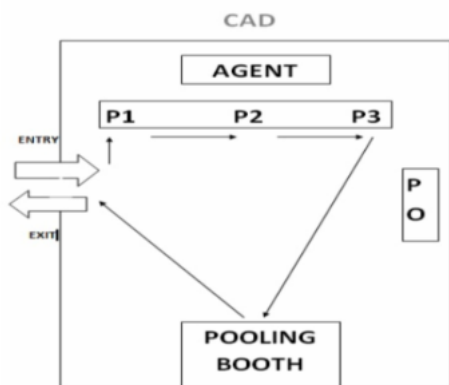 CAD
AGENT
P1 P2 P3
ENTRY
P
O
EXIT
POOLING
BOOTH